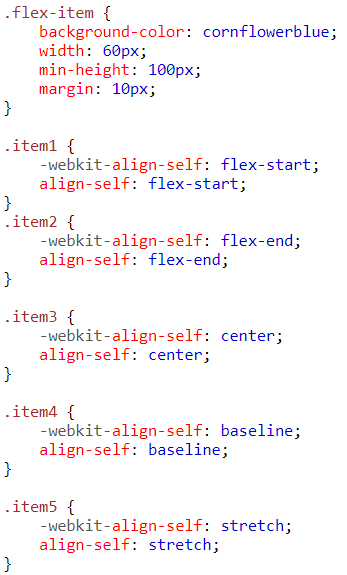 .flex-item {
    background-color: cornflowerblue;
    width: 60px;
    min-height: 100px;
    margin: 10px;
}

.item1 {
    -webkit-align-self: flex-start;
    align-self: flex-start;
}
.item2 {
    -webkit-align-self: flex-end;
    align-self: flex-end;
}

.item3 {
    -webkit-align-self: center;
    align-self: center;
}

.item4 {
    -webkit-align-self: baseline;
    align-self: baseline;
}

.item5 {
    -webkit-align-self: stretch;
    align-self: stretch;
}